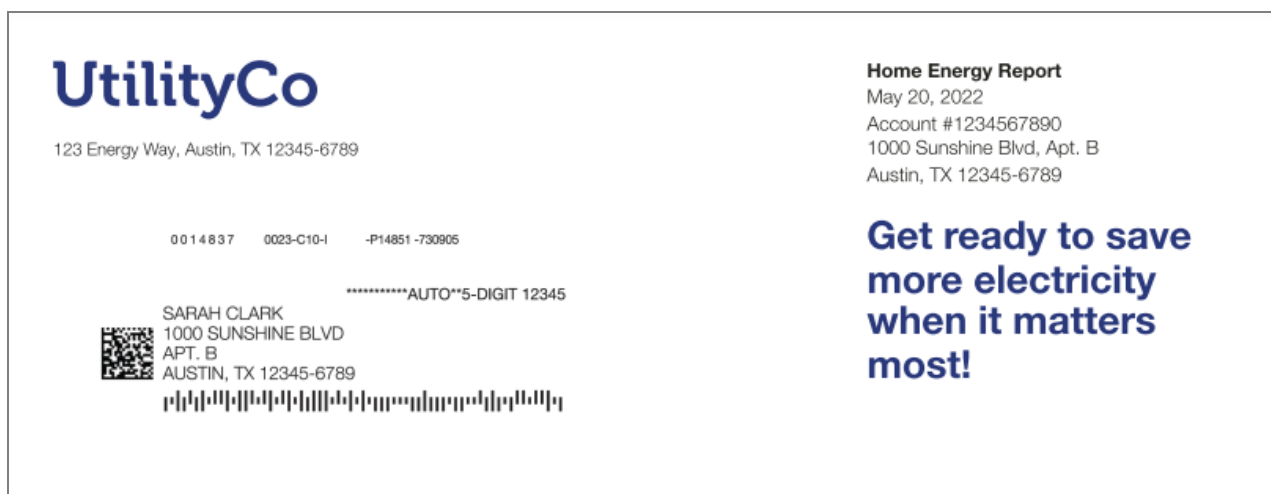 UtilityCo
123 Energy Way, Austin, TX 12345-6789
0014837 0023-C10-I -P14851 -730905
***********AUTO**5-DIGIT 12345
SARAH CLARK
1000 SUNSHINE BLVD
APT. B
AUSTIN, TX 12345-6789
Home Energy Report
May 20, 2022
Account #1234567890
1000 Sunshine Blvd, Apt. B
Austin, TX 12345-6789
Get ready to save
more electricity
when it matters
most!